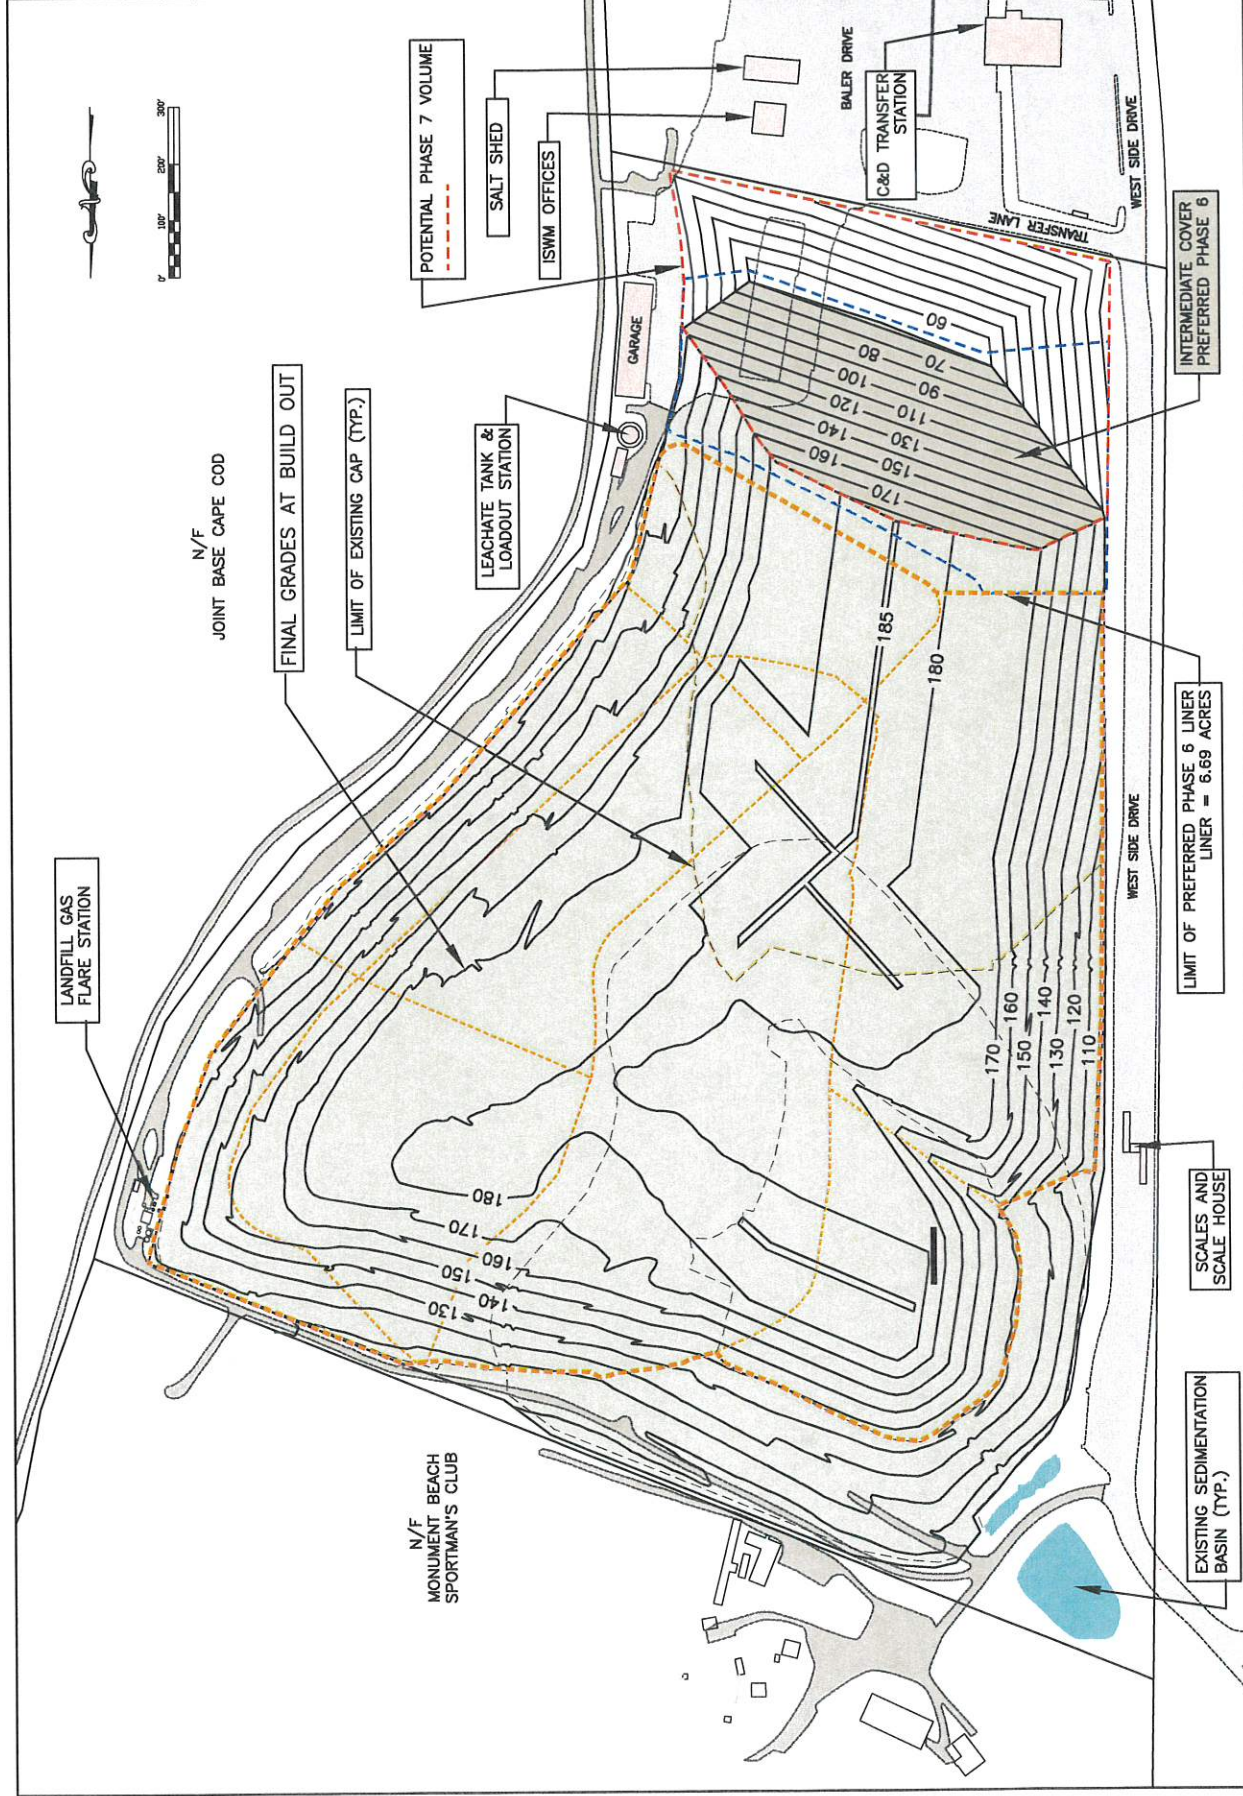 0'
100'
200'
300'
N/F
JOINT BASE CAPE COD
POTENTIAL PHASE 7 VOLUME
SALT SHED
ISWM OFFICES
BALER DRIVE
C&D TRANSFER
STATION
WEST SIDE DRIVE
TRANSFER LANE
INTERMEDIATE COVER
PREFERRED PHASE 6
GARAGE
FINAL GRADES AT BUILD OUT
LIMIT OF EXISTING CAP (TYP.)
LEACHATE TANK &
LOADOUT STATION
60
70
80
90
100
110
120
130
140
150
160
170
185
180
LIMIT OF PREFERRED PHASE 6 LINER
LINER = 6.69 ACRES
WEST SIDE DRIVE
LANDFILL GAS
FLARE STATION
170
160
150
140
130
120
110
180
170
160
150
140
130
SCALES AND
SCALE HOUSE
N/F
MONUMENT BEACH
SPORTMAN'S CLUB
EXISTING SEDIMENTATION
BASIN (TYP.)